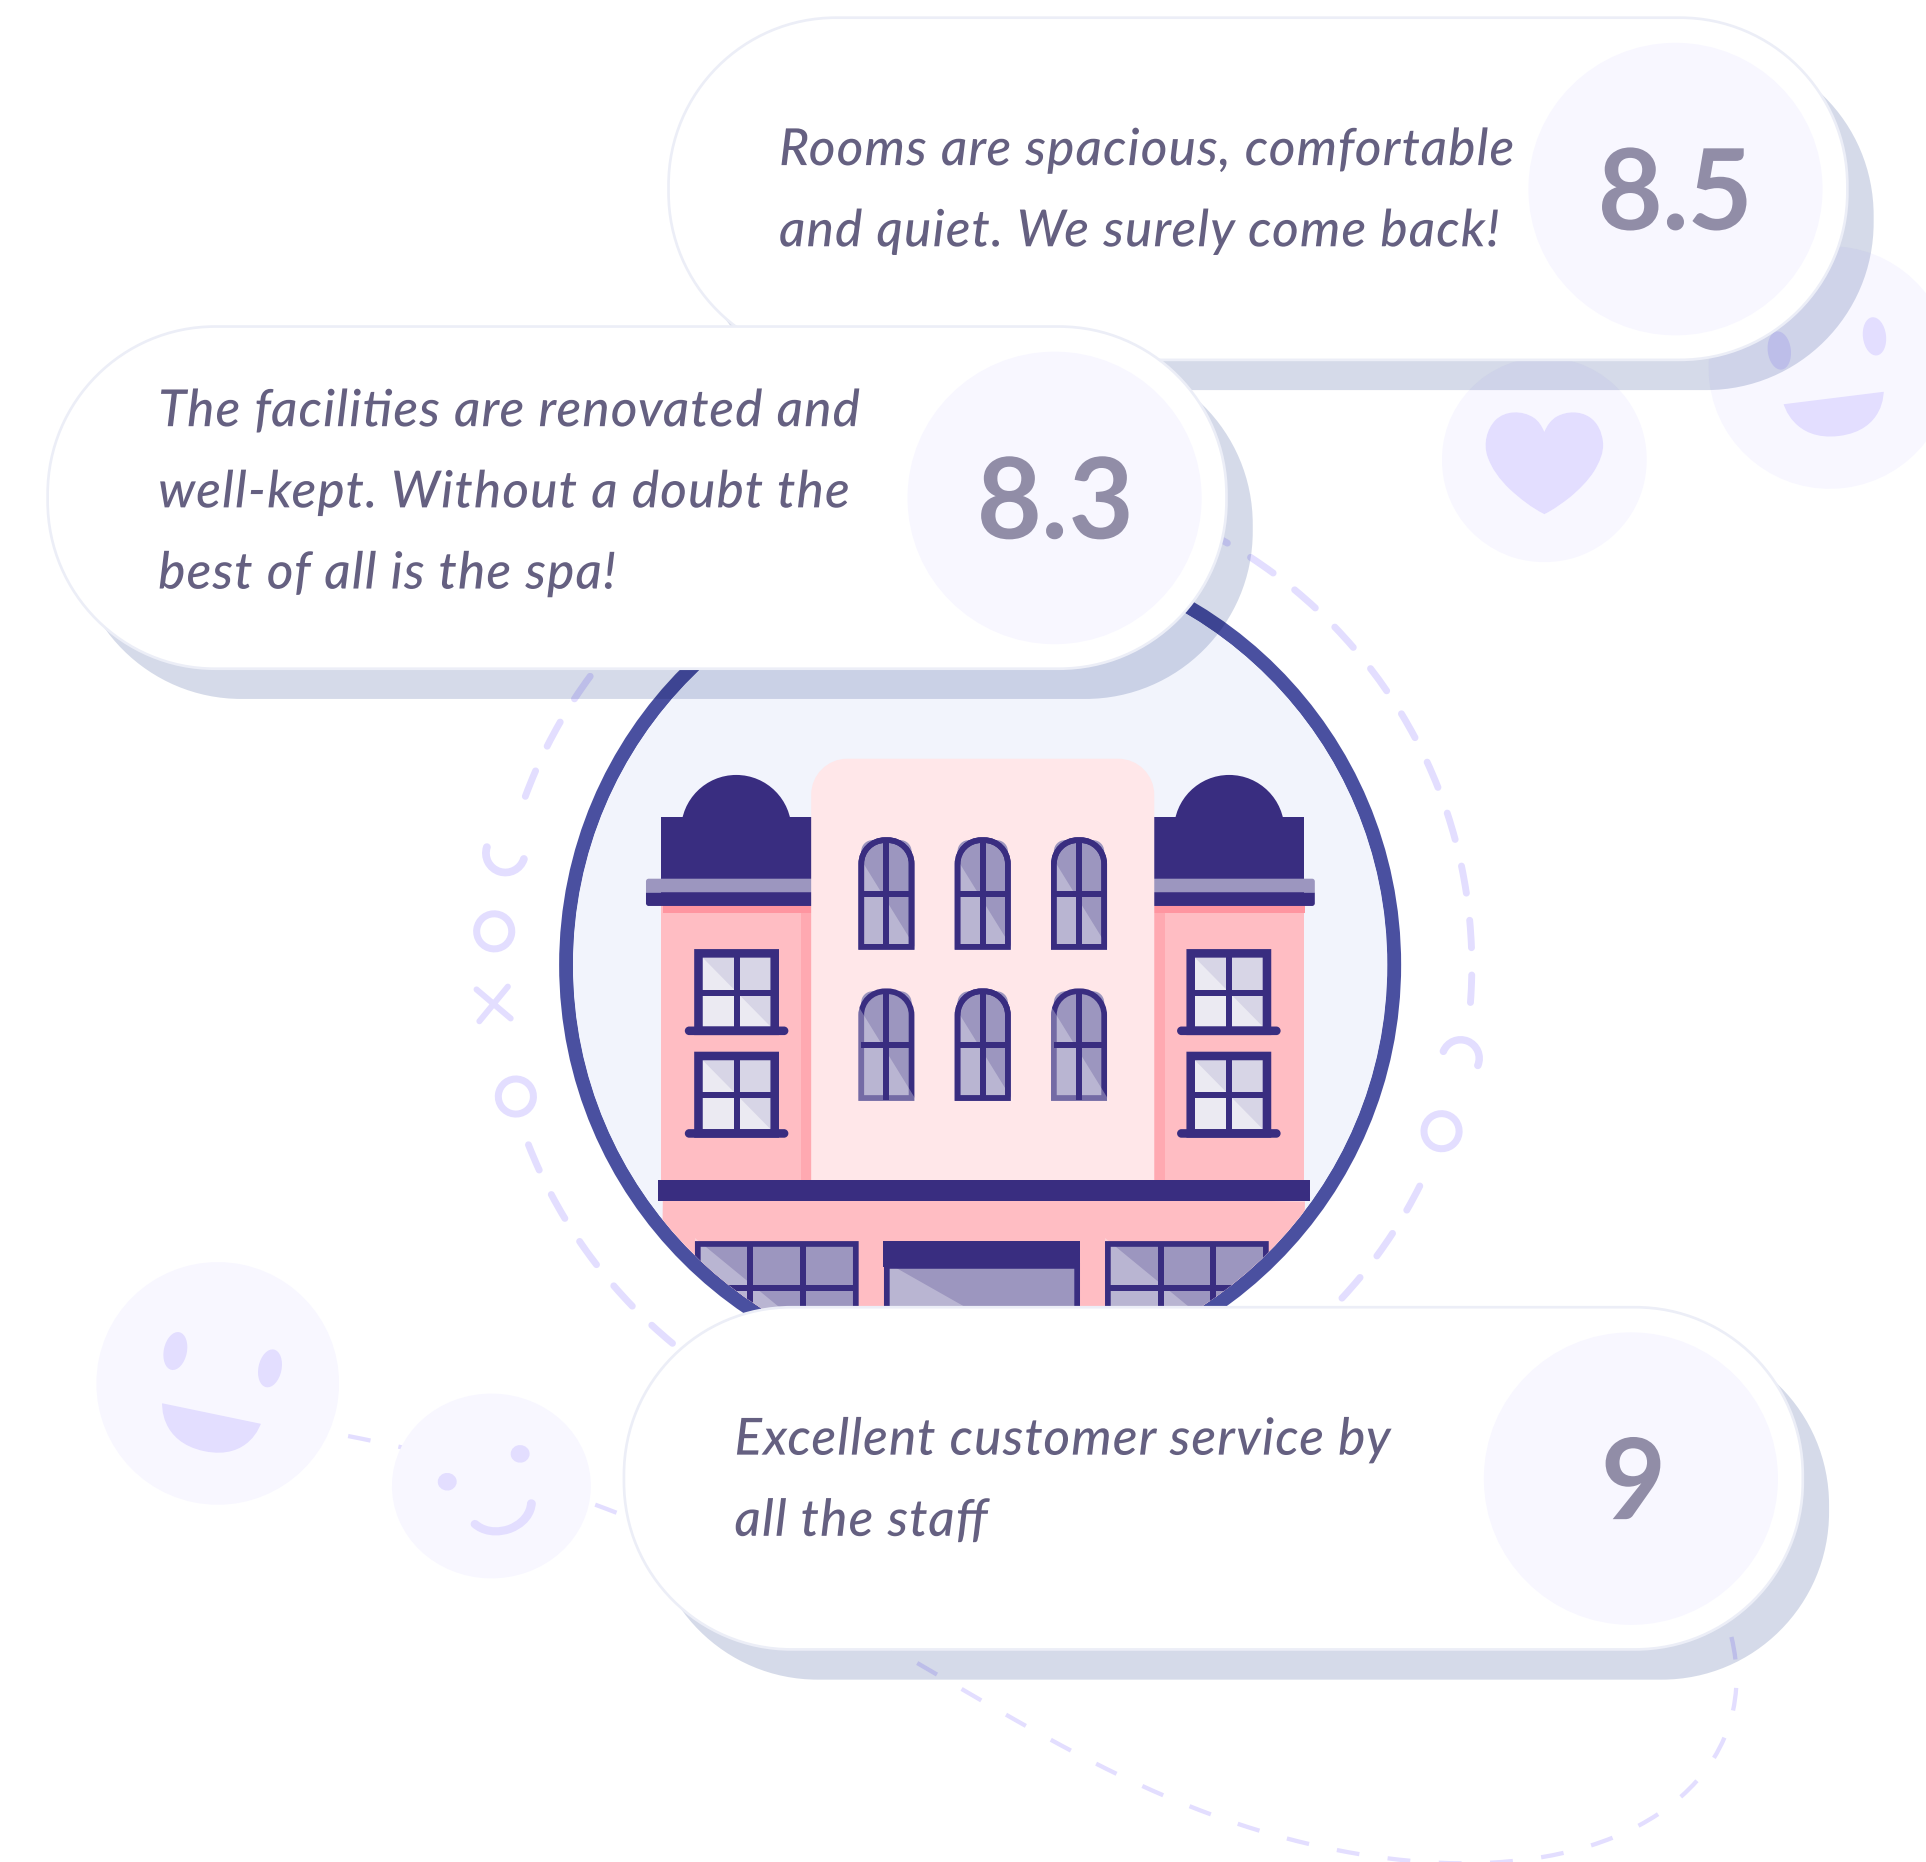 Rooms are spacious, comfortable
and quiet. We surely come back!
8.5
The facilities are renovated and
well-kept. Without a doubt the
best of all is the spa!
8.3
Excellent customer service by
all the staff
9